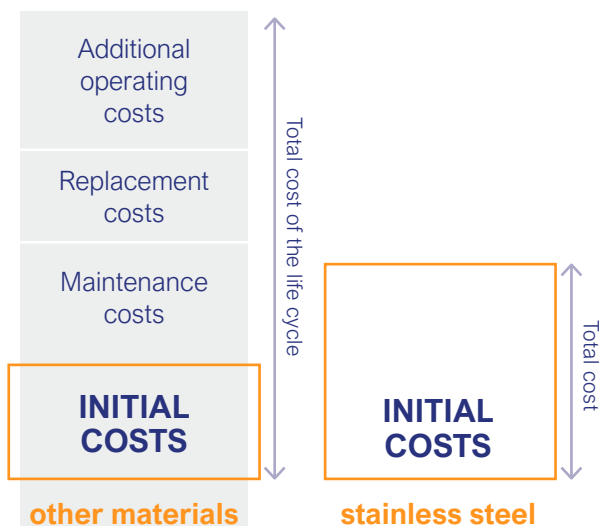 Additional
operating
costs
Replacement
costs
Maintenance
costs
INITIAL
COSTS
other materials
Total cost of the life cycle
INITIAL
COSTS
stainless steel
Total cost